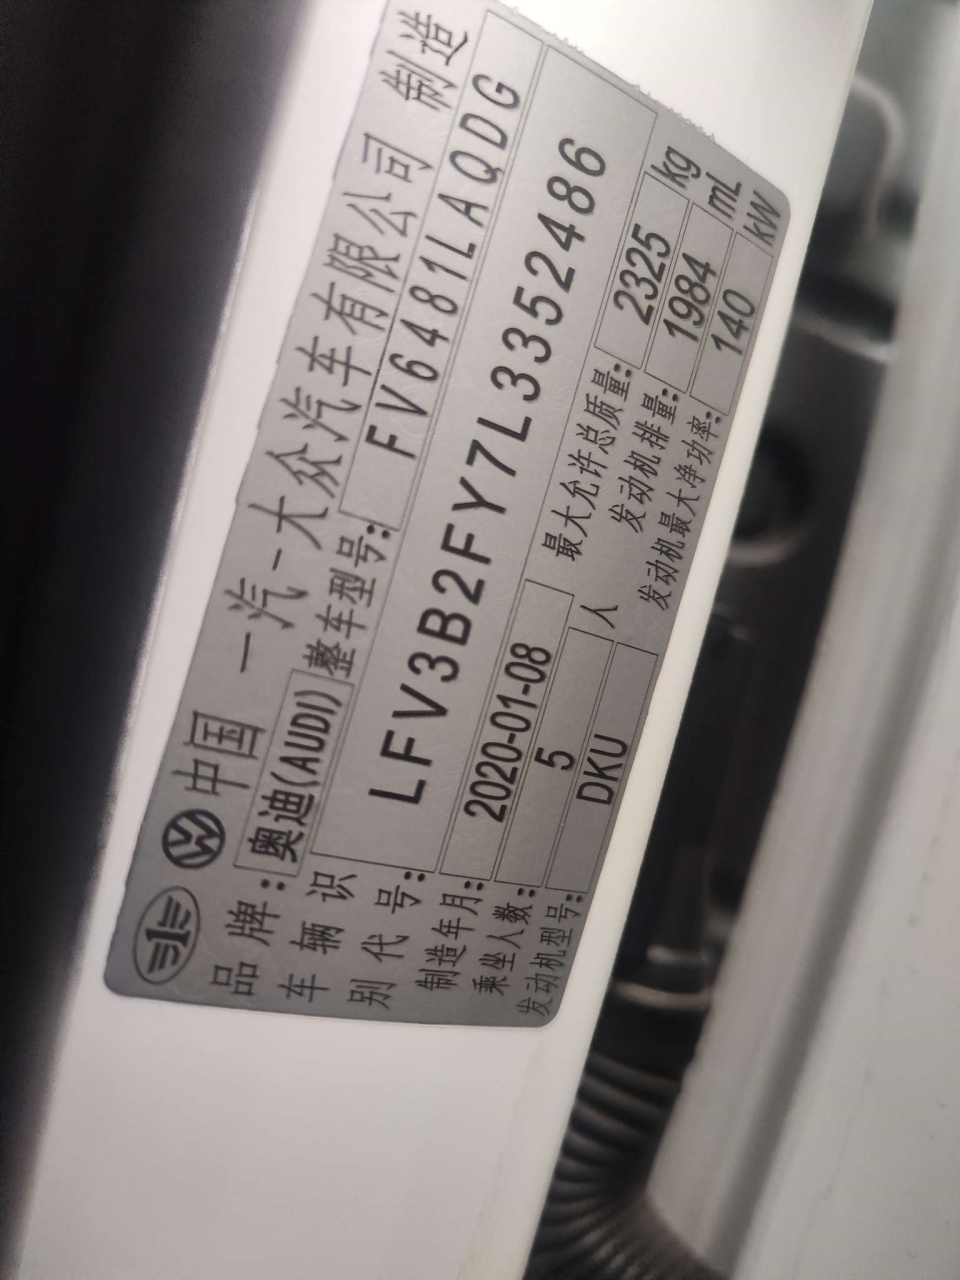 中国 一汽-大众汽车有限公司 制造
品牌: 奥迪(AUDI) 整车型号: FV6481LAQDG
车辆识别代号: LFV3B2FY7L3352486
制造年月: 2020-01-08 最大允许总质量: 2325 kg
乘坐人数: 5 人 发动机排量: 1984 mL
发动机型号: DKU 发动机最大净功率: 140 kW